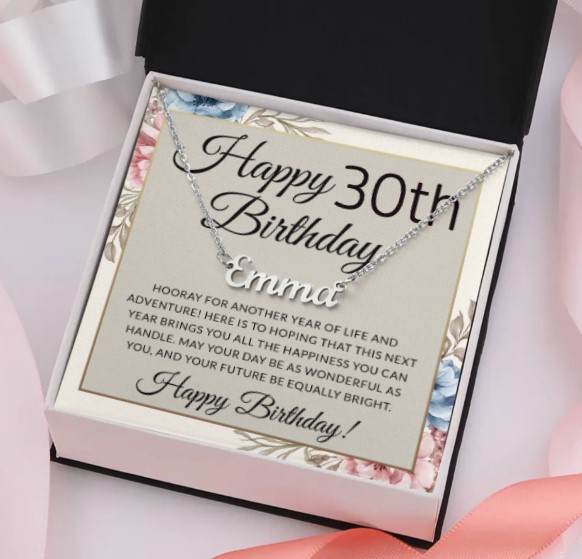 Happy 30th
Birthday
Emma
HOORAY FOR ANOTHER YEAR OF LIFE AND
ADVENTURE! HERE IS TO HOPING THAT THIS NEXT
YEAR BRINGS YOU ALL THE HAPPINESS YOU CAN
HANDLE. MAY YOUR DAY BE AS WONDERFUL AS
YOU, AND YOUR FUTURE BE EQUALLY BRIGHT.
Happy Birthday!